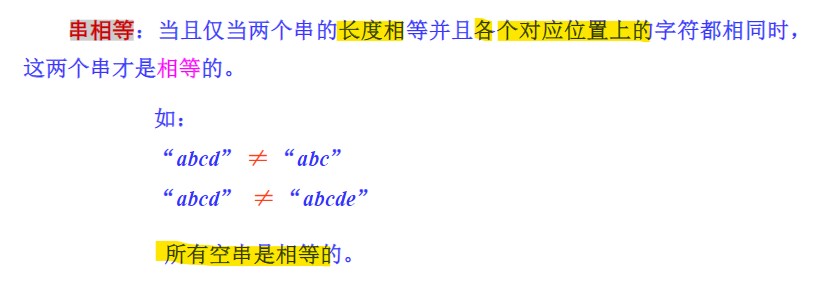 串相等：当且仅当两个串的长度相等并且各个对应位置上的字符都相同时，
这两个串才是相等的。
如：
“abcd” ≠ “abc”
“abcd” ≠ “abcde”
所有空串是相等的。